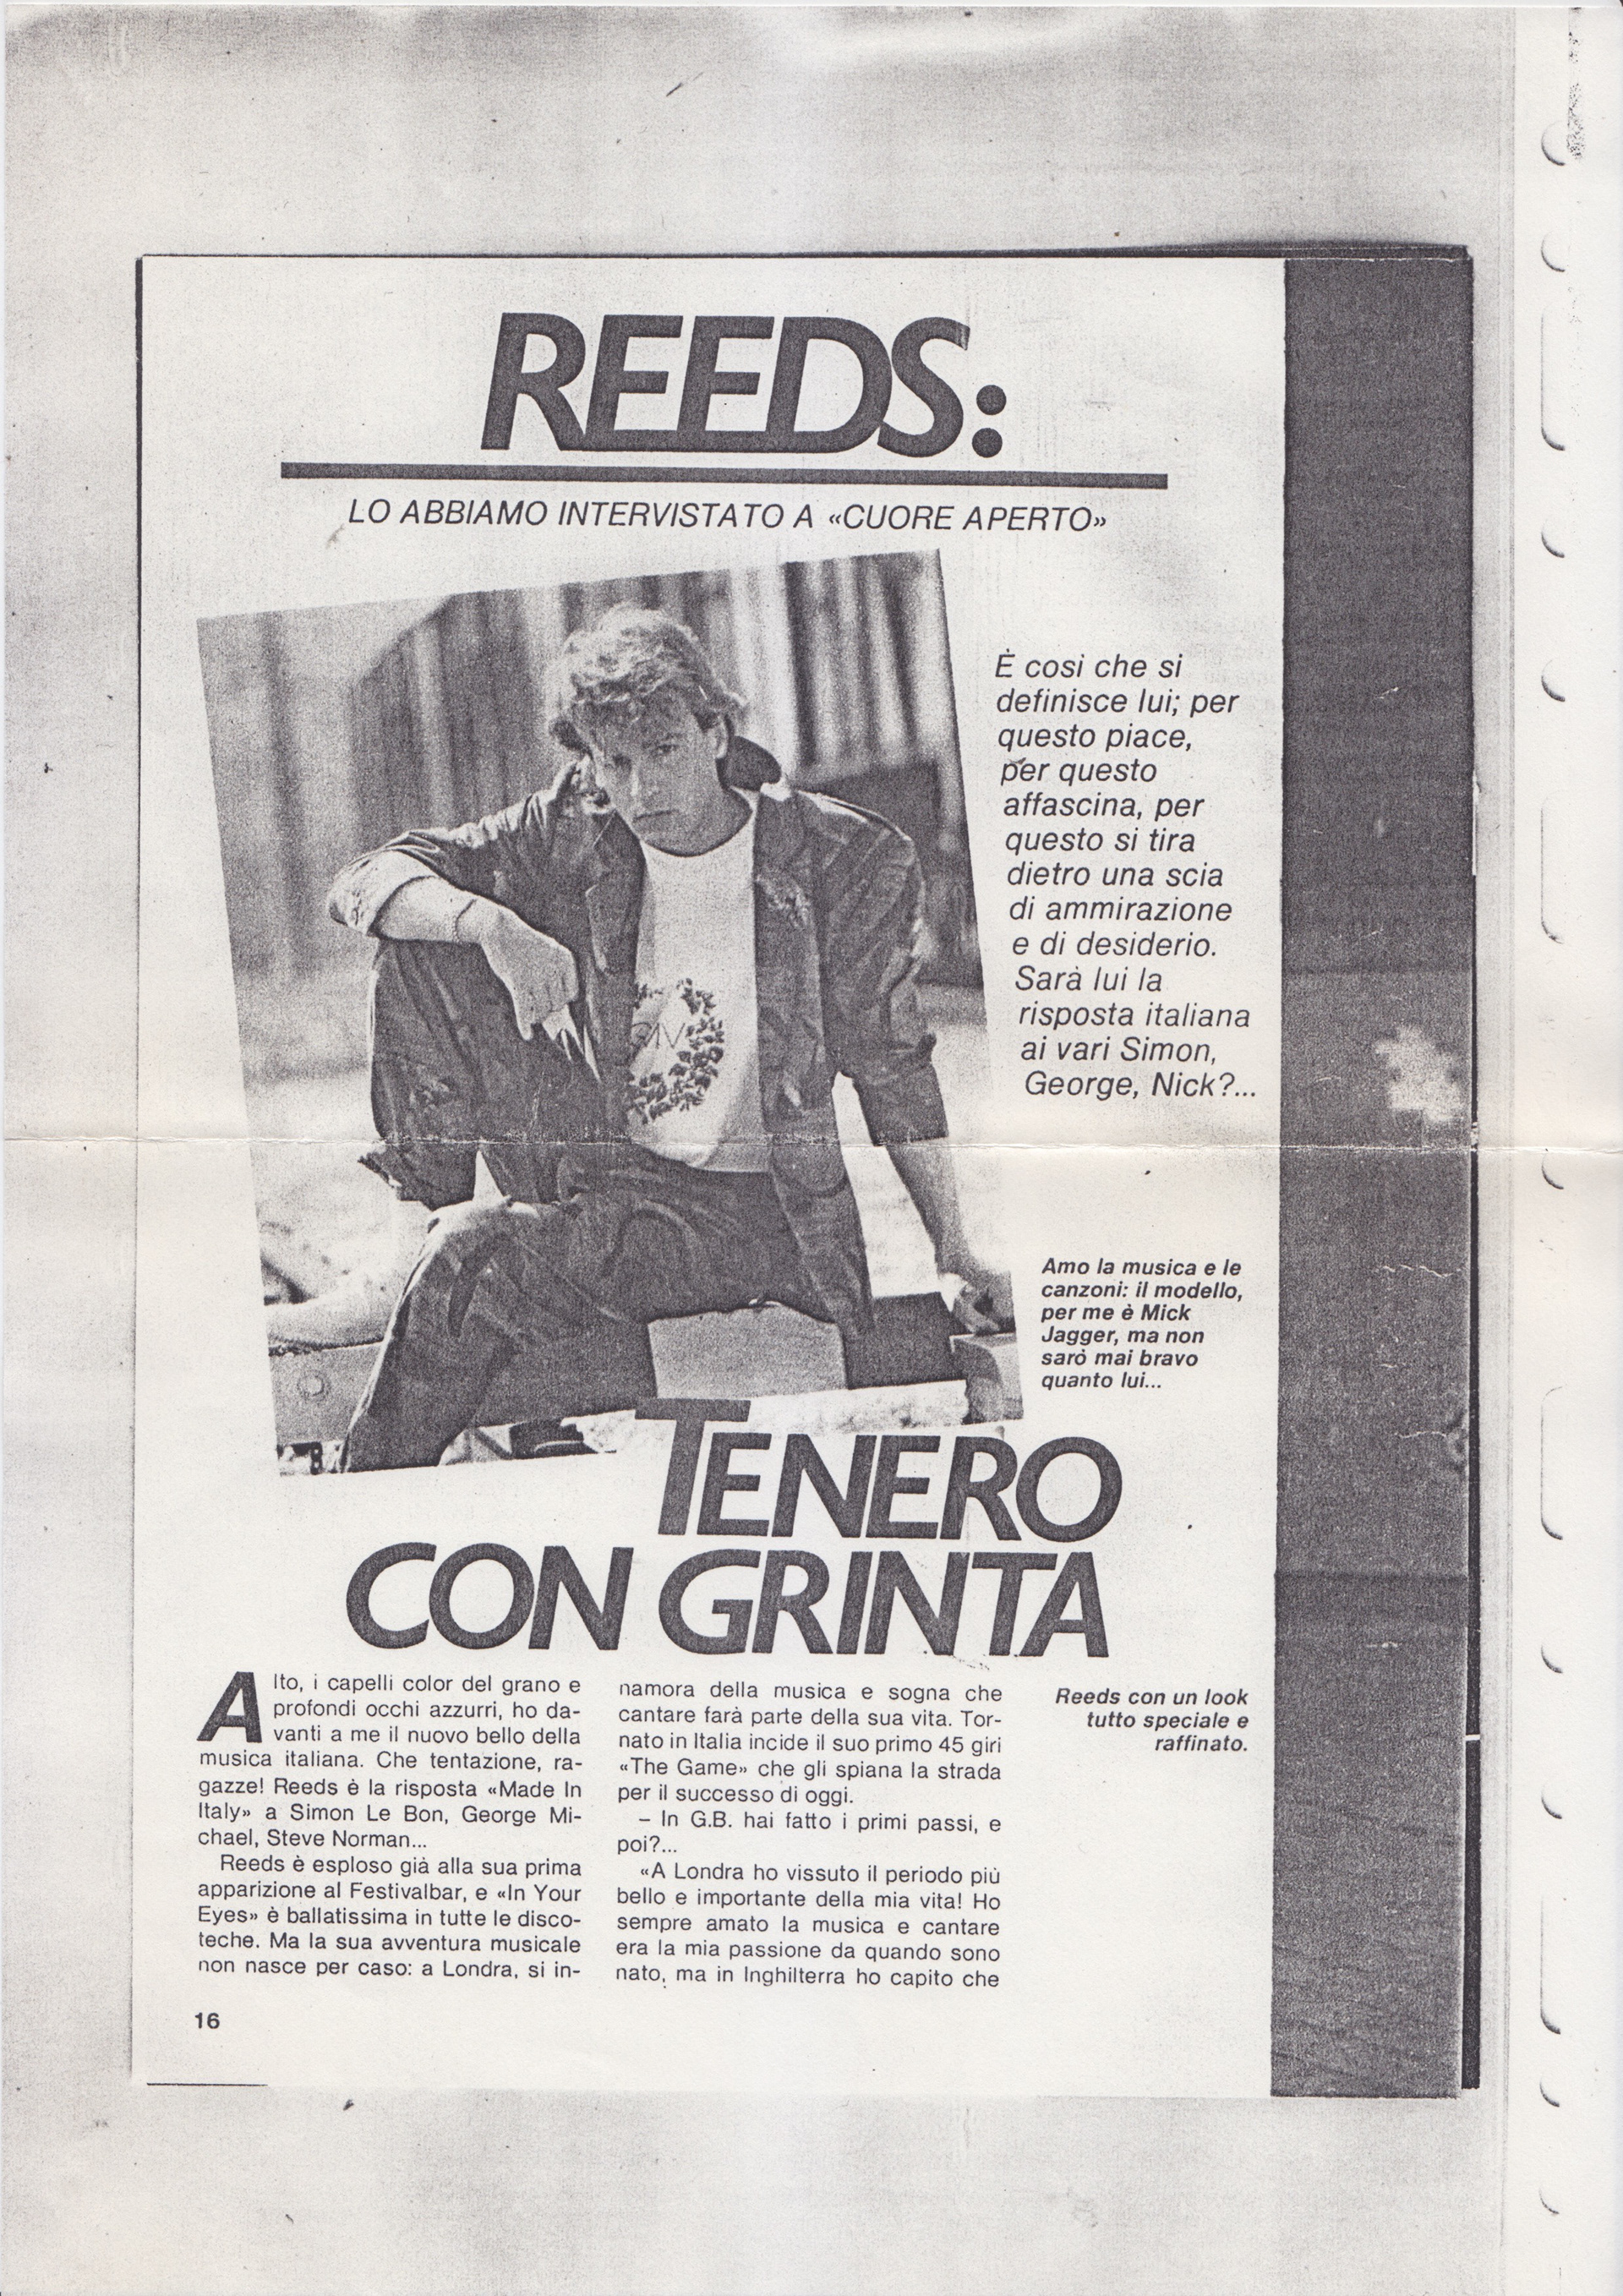 REEDS:
LO ABBIAMO INTERVISTATO A «CUORE APERTO»
È così che si
definisce lui; per
questo piace,
per questo
affascina, per
questo si tira
dietro una scia
di ammirazione
e di desiderio.
Sarà lui la
risposta italiana
ai vari Simon,
George, Nick?...
Amo la musica e le
canzoni: il modello,
per me è Mick
Jagger, ma non
sarò mai bravo
quanto lui...
TENERO
CON GRINTA
Alto, i capelli color del grano e
profondi occhi azzurri, ho da-
vanti a me il nuovo bello della
musica italiana. Che tentazione, ra-
gazze! Reeds è la risposta «Made In
Italy» a Simon Le Bon, George Mi-
chael, Steve Norman...
Reeds è esploso già alla sua prima
apparizione al Festivalbar, e «In Your
Eyes» è ballatissima in tutte le disco-
teche. Ma la sua avventura musicale
non nasce per caso: a Londra, si in-
namora della musica e sogna che
cantare farà parte della sua vita. Tor-
nato in Italia incide il suo primo 45 giri
«The Game» che gli spiana la strada
per il successo di oggi.
– In G.B. hai fatto i primi passi, e
poi?...
«A Londra ho vissuto il periodo più
bello e importante della mia vita! Ho
sempre amato la musica e cantare
era la mia passione da quando sono
nato, ma in Inghilterra ho capito che
Reeds con un look
tutto speciale e
raffinato.
16